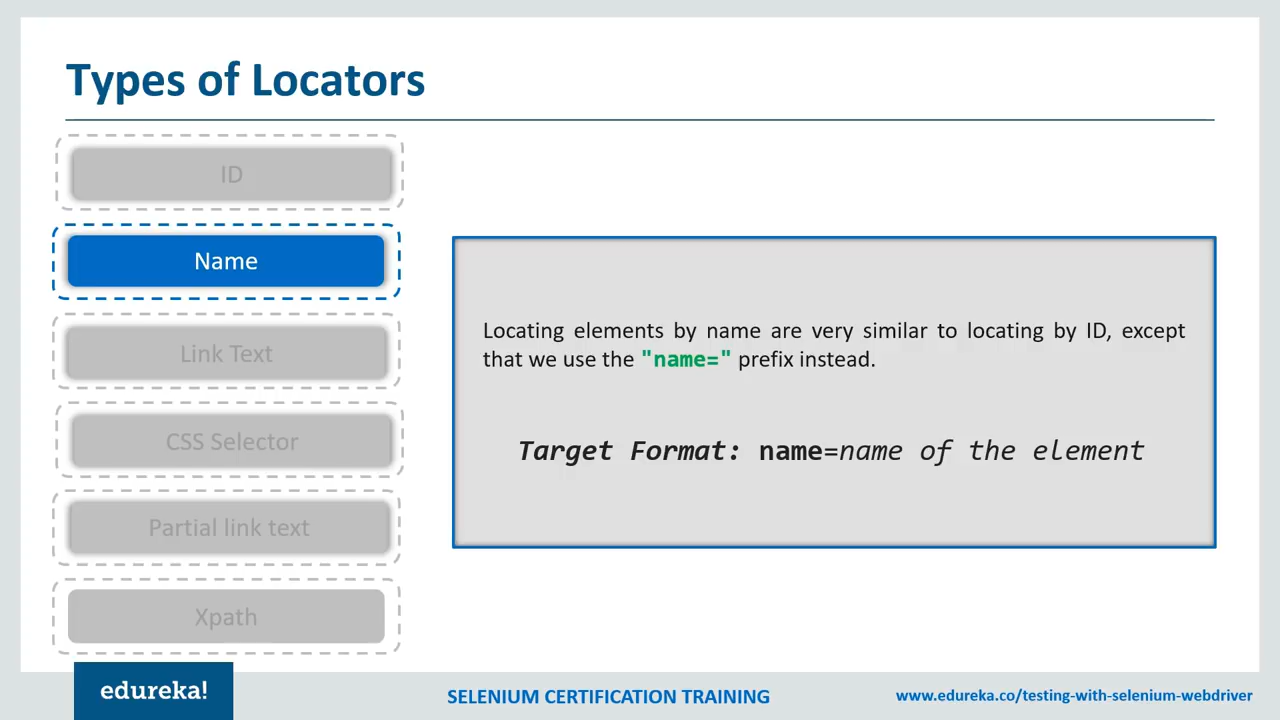 Types of Locators
ID
Name
Link Text
CSS Selector
Partial link text
Xpath
Locating elements by name are very similar to locating by ID, except
that we use the "name=" prefix instead.
Target Format: name=name of the element
edureka!
SELENIUM CERTIFICATION TRAINING
www.edureka.co/testing-with-selenium-webdriver